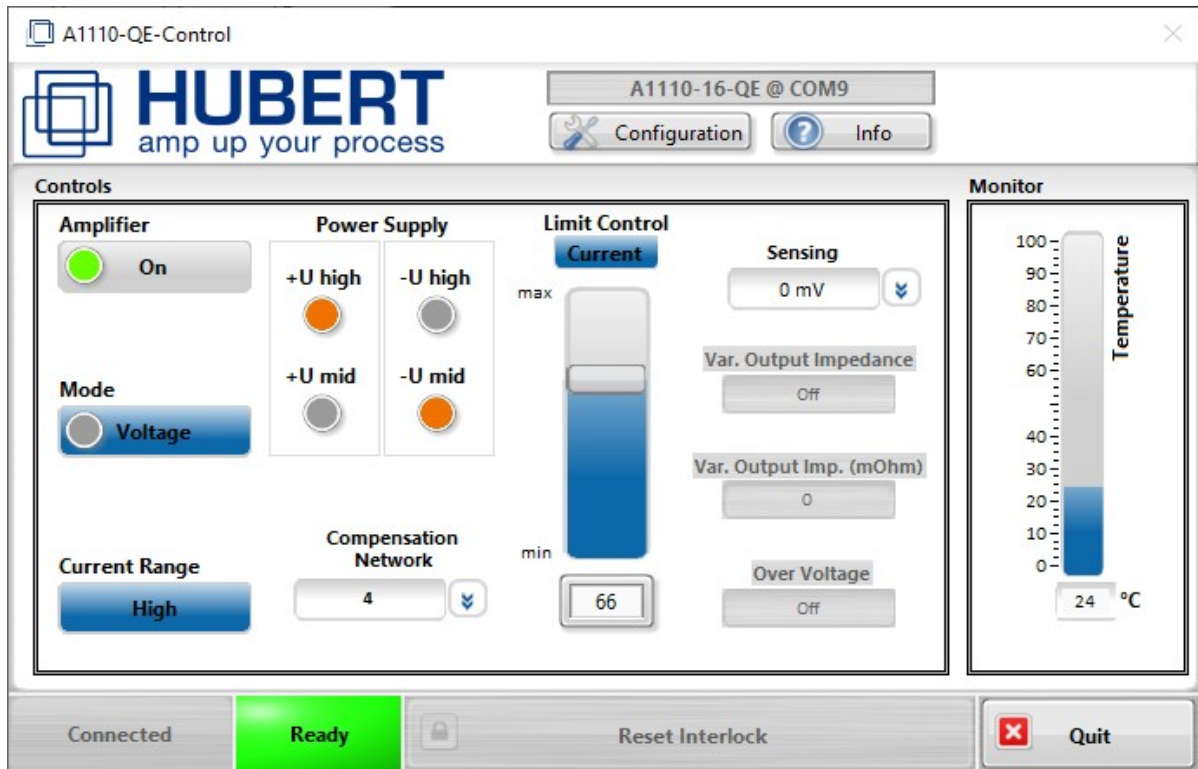 A1110-QE-Control
HUBERT
amp up your process
A1110-16-QE @ COM9
Configuration
Info
Controls
Monitor
Amplifier
On
Mode
Voltage
Current Range
High
Power Supply
+U high
-U high
+U mid
-U mid
Compensation
Network
4
Limit Control
Current
max
min
66
Sensing
0 mV
Var. Output Impedance
Off
Var. Output Imp. (mOhm)
0
Over Voltage
Off
100
90
80
70
60
40
30
20
10
0
Temperature
24 °C
Connected
Ready
Reset Interlock
Quit